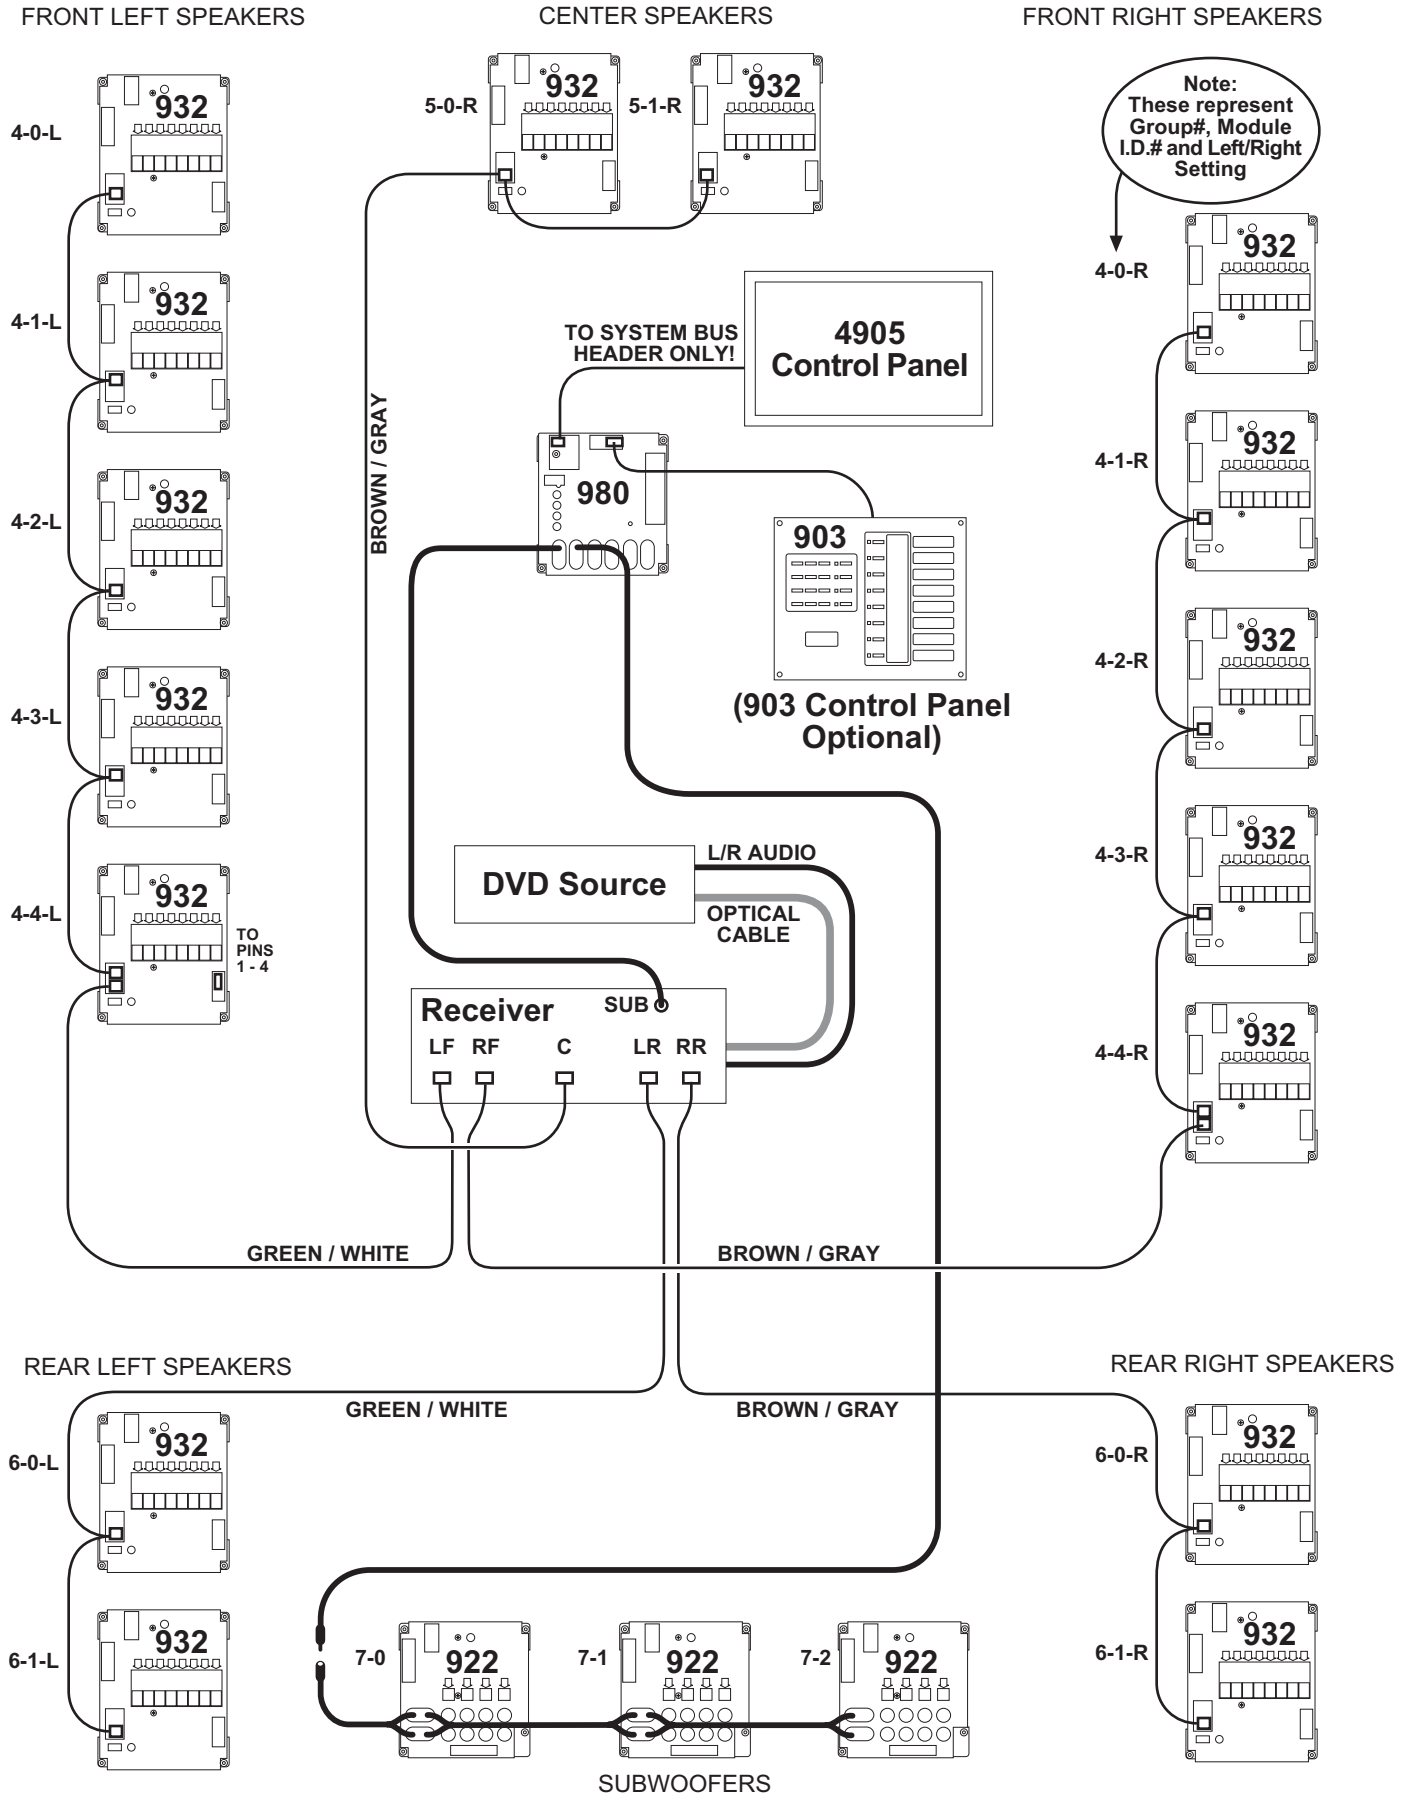 FRONT LEFT SPEAKERS
CENTER SPEAKERS
FRONT RIGHT SPEAKERS
932
4-0-L
932
4-1-L
932
4-2-L
932
4-3-L
932
4-4-L
TO
PINS
1 - 4
932
5-0-R
932
5-1-R
Note:
These represent
Group#, Module
I.D.# and Left/Right
Setting
932
4-0-R
932
4-1-R
932
4-2-R
932
4-3-R
932
4-4-R
TO SYSTEM BUS
HEADER ONLY!
4905
Control Panel
BROWN / GRAY
980
903
(903 Control Panel
Optional)
L/R AUDIO
DVD Source
OPTICAL
CABLE
Receiver
SUB
LF RF C LR RR
GREEN / WHITE
BROWN / GRAY
REAR LEFT SPEAKERS
REAR RIGHT SPEAKERS
GREEN / WHITE
BROWN / GRAY
932
6-0-L
932
6-1-L
932
6-0-R
932
6-1-R
7-0
922
7-1
922
7-2
922
SUBWOOFERS